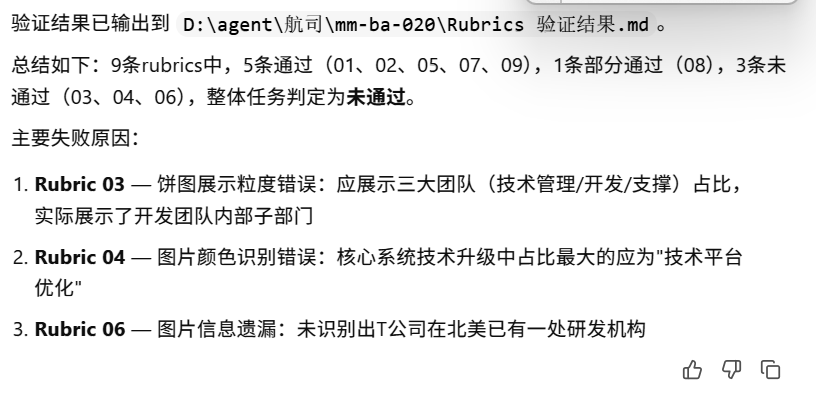 验证结果已输出到 D:\agent\航司\mm-ba-020\Rubrics 验证结果.md 。
总结如下：9条rubrics中，5条通过（01、02、05、07、09），1条部分通过（08），3条未
通过（03、04、06），整体任务判定为未通过。
主要失败原因：
1. Rubric 03 — 饼图展示粒度错误：应展示三大团队（技术管理/开发/支撑）占比，
实际展示了开发团队内部子部门
2. Rubric 04 — 图片颜色识别错误：核心系统技术升级中占比最大的应为"技术平台
优化"
3. Rubric 06 — 图片信息遗漏：未识别出T公司在北美已有一处研发机构